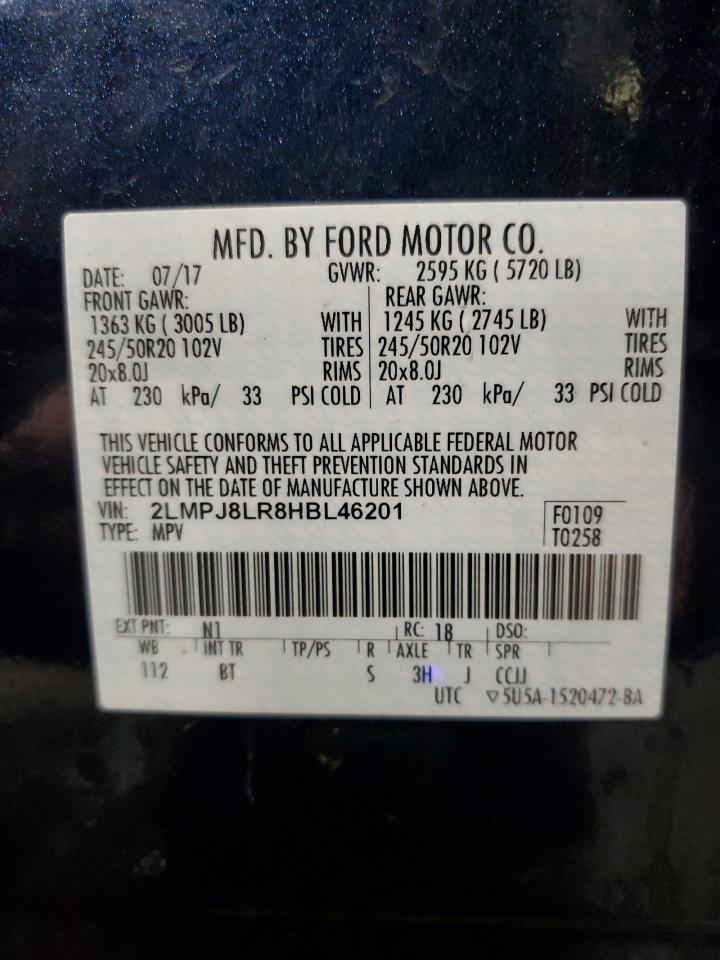 MFD. BY FORD MOTOR CO.
DATE: 07/17 GVWR: 2595 KG ( 5720 LB)
FRONT GAWR: REAR GAWR:
1363 KG ( 3005 LB) WITH 1245 KG ( 2745 LB) WITH
245/50R20 102V TIRES 245/50R20 102V TIRES
20x8.0J RIMS 20x8.0J RIMS
AT 230 kPa/ 33 PSI COLD AT 230 kPa/ 33 PSI COLD
THIS VEHICLE CONFORMS TO ALL APPLICABLE FEDERAL MOTOR
VEHICLE SAFETY AND THEFT PREVENTION STANDARDS IN
EFFECT ON THE DATE OF MANUFACTURE SHOWN ABOVE.
VIN: 2LMPJ8LR8HBL46201 F0109
TYPE: MPV T0258
EXT PNT: N1 RC: 18 DSO:
WB INT TR TP/PS R AXLE TR SPR
112 BT S 3H J CCJJ
UTC ▽5U5A-1520472-BA